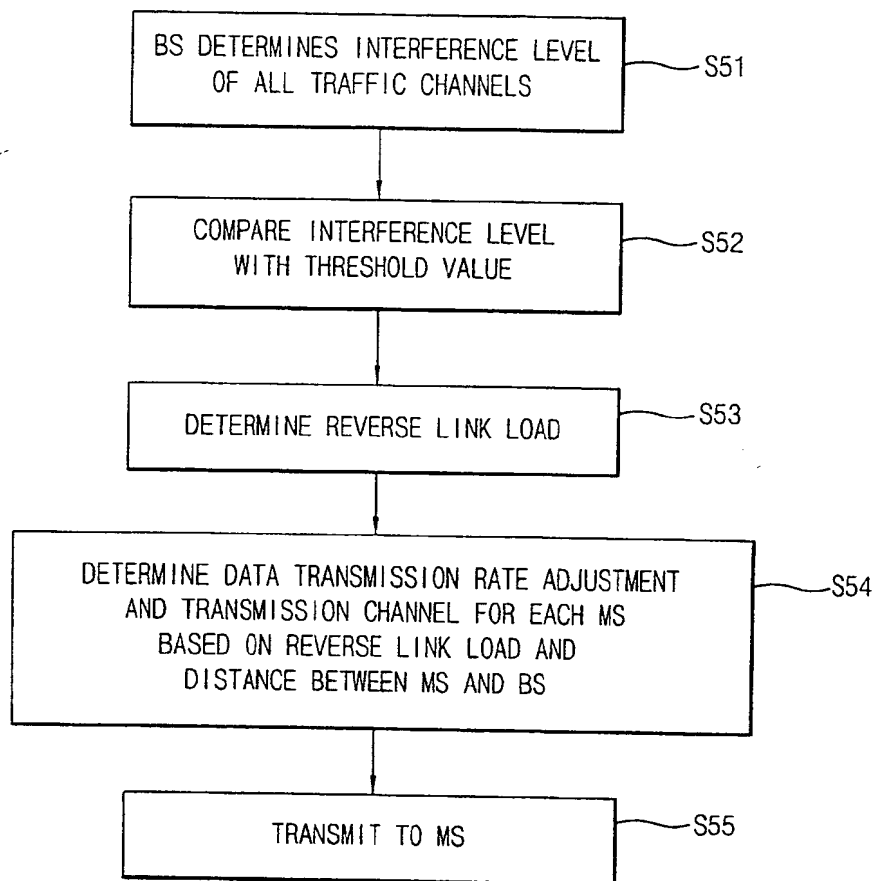 BS DETERMINES INTERFERENCE LEVEL
OF ALL TRAFFIC CHANNELS
S51
COMPARE INTERFERENCE LEVEL
WITH THRESHOLD VALUE
S52
DETERMINE REVERSE LINK LOAD
S53
DETERMINE DATA TRANSMISSION RATE ADJUSTMENT
AND TRANSMISSION CHANNEL FOR EACH MS
BASED ON REVERSE LINK LOAD AND
DISTANCE BETWEEN MS AND BS
S54
TRANSMIT TO MS
S55